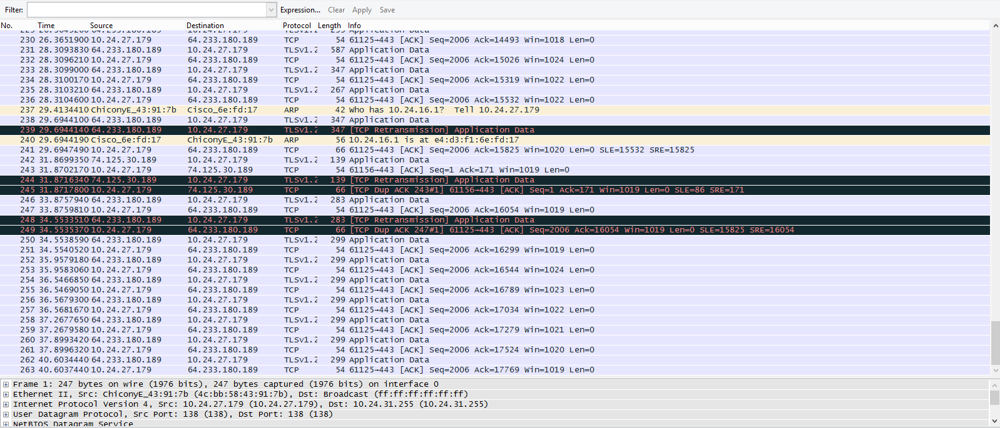 Filter: Expression... Clear Apply Save
No. Time Source Destination Protocol Length Info
230 26.3651900 10.24.27.179 64.233.180.189 TCP 54 61125→443 [ACK] Seq=2006 Ack=14493 Win=1018 Len=0
231 28.3093830 64.233.180.189 10.24.27.179 TLSv1.2 587 Application Data
232 28.3096210 10.24.27.179 64.233.180.189 TCP 54 61125→443 [ACK] Seq=2006 Ack=15026 Win=1024 Len=0
233 28.3099000 64.233.180.189 10.24.27.179 TLSv1.2 347 Application Data
234 28.3100170 10.24.27.179 64.233.180.189 TCP 54 61125→443 [ACK] Seq=2006 Ack=15319 Win=1022 Len=0
235 28.3103210 64.233.180.189 10.24.27.179 TLSv1.2 267 Application Data
236 28.3104600 10.24.27.179 64.233.180.189 TCP 54 61125→443 [ACK] Seq=2006 Ack=15532 Win=1022 Len=0
237 29.4134410 ChiconyE_43:91:7b Cisco_6e:fd:17 ARP 42 Who has 10.24.16.1? Tell 10.24.27.179
238 29.6944100 64.233.180.189 10.24.27.179 TLSv1.2 347 Application Data
239 29.6944140 64.233.180.189 10.24.27.179 TLSv1.2 347 [TCP Retransmission] Application Data
240 29.6944190 Cisco_6e:fd:17 ChiconyE_43:91:7b ARP 56 10.24.16.1 is at e4:d3:f1:6e:fd:17
241 29.6947490 10.24.27.179 64.233.180.189 TCP 66 61125→443 [ACK] Seq=2006 Ack=15825 Win=1020 Len=0 SLE=15532 SRE=15825
242 31.8699350 74.125.30.189 10.24.27.179 TLSv1.2 139 Application Data
243 31.8702170 10.24.27.179 74.125.30.189 TCP 54 61156→443 [ACK] Seq=1 Ack=171 Win=1019 Len=0
244 31.8716340 74.125.30.189 10.24.27.179 TLSv1.2 139 [TCP Retransmission] Application Data
245 31.8717800 10.24.27.179 74.125.30.189 TCP 66 [TCP Dup ACK 243#1] 61156→443 [ACK] Seq=1 Ack=171 Win=1019 Len=0 SLE=86 SRE=171
246 33.8757940 64.233.180.189 10.24.27.179 TLSv1.2 283 Application Data
247 33.8759810 10.24.27.179 64.233.180.189 TCP 54 61125→443 [ACK] Seq=2006 Ack=16054 Win=1019 Len=0
248 34.5533510 64.233.180.189 10.24.27.179 TLSv1.2 283 [TCP Retransmission] Application Data
249 34.5535370 10.24.27.179 64.233.180.189 TCP 66 [TCP Dup ACK 247#1] 61125→443 [ACK] Seq=2006 Ack=16054 Win=1019 Len=0 SLE=15825 SRE=16054
250 34.5538590 64.233.180.189 10.24.27.179 TLSv1.2 299 Application Data
251 34.5540520 10.24.27.179 64.233.180.189 TCP 54 61125→443 [ACK] Seq=2006 Ack=16299 Win=1019 Len=0
252 35.9579180 64.233.180.189 10.24.27.179 TLSv1.2 299 Application Data
253 35.9583060 10.24.27.179 64.233.180.189 TCP 54 61125→443 [ACK] Seq=2006 Ack=16544 Win=1024 Len=0
254 36.5466850 64.233.180.189 10.24.27.179 TLSv1.2 299 Application Data
255 36.5469050 10.24.27.179 64.233.180.189 TCP 54 61125→443 [ACK] Seq=2006 Ack=16789 Win=1023 Len=0
256 36.5679300 64.233.180.189 10.24.27.179 TLSv1.2 299 Application Data
257 36.5681670 10.24.27.179 64.233.180.189 TCP 54 61125→443 [ACK] Seq=2006 Ack=17034 Win=1022 Len=0
258 37.2677650 64.233.180.189 10.24.27.179 TLSv1.2 299 Application Data
259 37.2679580 10.24.27.179 64.233.180.189 TCP 54 61125→443 [ACK] Seq=2006 Ack=17279 Win=1021 Len=0
260 37.8993420 64.233.180.189 10.24.27.179 TLSv1.2 299 Application Data
261 37.8996320 10.24.27.179 64.233.180.189 TCP 54 61125→443 [ACK] Seq=2006 Ack=17524 Win=1020 Len=0
262 40.6034440 64.233.180.189 10.24.27.179 TLSv1.2 299 Application Data
263 40.6037440 10.24.27.179 64.233.180.189 TCP 54 61125→443 [ACK] Seq=2006 Ack=17769 Win=1019 Len=0
Frame 1: 247 bytes on wire (1976 bits), 247 bytes captured (1976 bits) on interface 0
Ethernet II, Src: ChiconyE_43:91:7b (4c:bb:58:43:91:7b), Dst: Broadcast (ff:ff:ff:ff:ff:ff)
Internet Protocol Version 4, Src: 10.24.27.179 (10.24.27.179), Dst: 10.24.31.255 (10.24.31.255)
User Datagram Protocol, Src Port: 138 (138), Dst Port: 138 (138)
NetBIOS Datagram Service